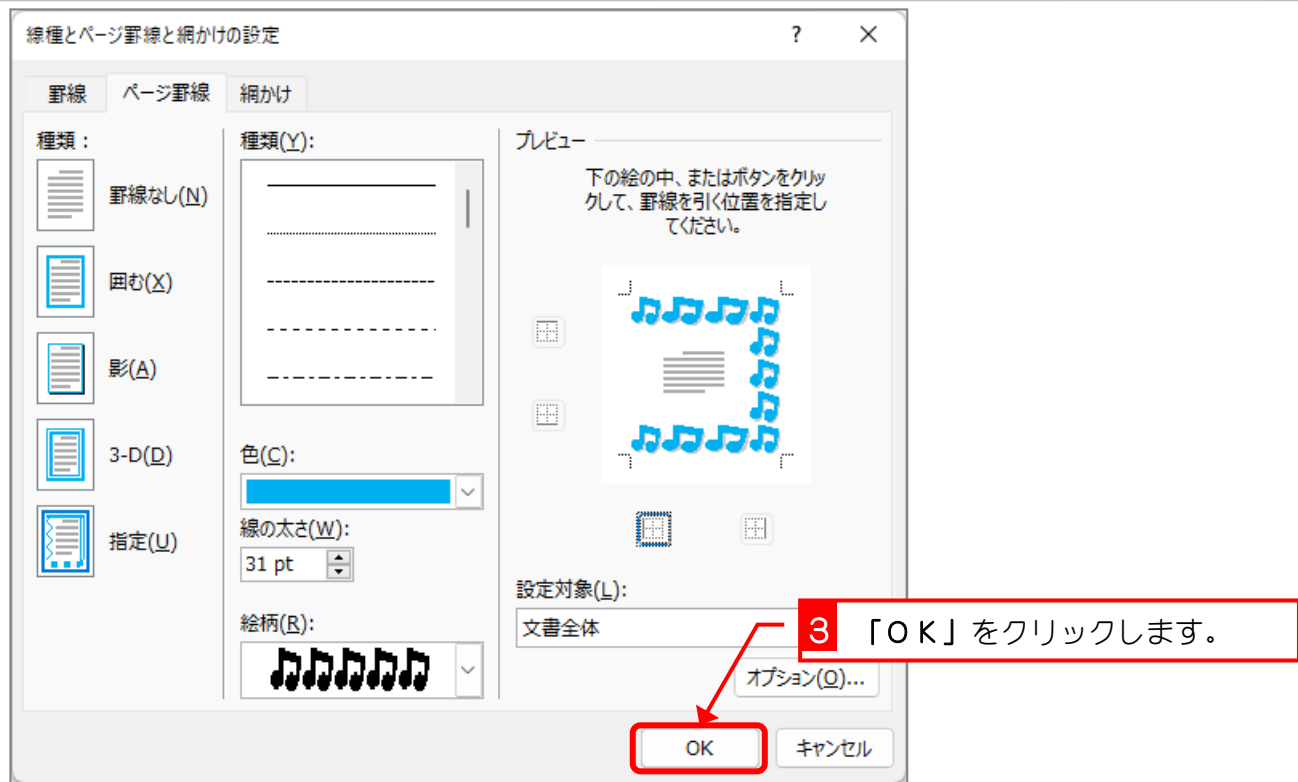 線種とページ罫線と網かけの設定
?
罫線
ページ罫線
網かけ
種類：
罫線なし(N)
囲む(X)
影(A)
3-D(D)
指定(U)
種類(Y):
色(C):
線の太さ(W):
31 pt
絵柄(R):
プレビュー
下の絵の中、またはボタンをクリッ
クして、罫線を引く位置を指定し
てください。
設定対象(L):
文書全体
3 「OK」をクリックします。
オプション(O)...
OK
キャンセル